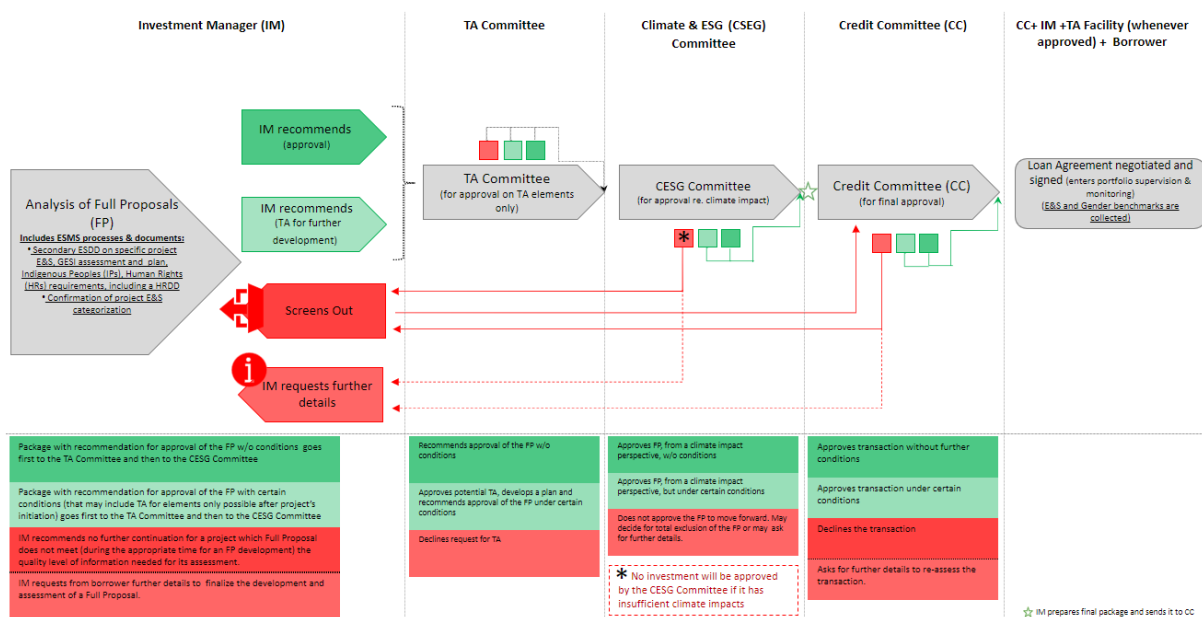 Investment Manager (IM)
TA Committee
Climate & ESG (CSEG)
Committee
Credit Committee (CC)
CC+ IM +TA Facility (whenever
approved) + Borrower
IM recommends
(approval)
IM recommends
(TA for further
development)
Analysis of Full Proposals
(FP)
Includes ESMS processes & documents:
• Secondary ESDD on specific project
E&S, GESI assessment and plan,
Indigenous Peoples (IPs), Human Rights
(HRs) requirements, including a HRDD
• Confirmation of project E&S
categorization
Screens Out
i
IM requests further
details
TA Committee
(for approval on TA elements
only)
CESG Committee
(for approval re. climate impact)
*
Credit Committee (CC)
(for final approval)
Loan Agreement negotiated and
signed (enters portfolio supervision &
monitoring)
(E&S and Gender benchmarks are
collected)
Package with recommendation for approval of the FP w/o conditions goes
first to the TA Committee and then to the CESG Committee
Package with recommendation for approval of the FP with certain
conditions (that may include TA for elements only possible after project's
initiation) goes first to the TA Committee and then to the CESG Committee
IM recommends no further continuation for a project which Full Proposal
does not meet (during the appropriate time for an FP development) the
quality level of information needed for its assessment.
IM requests from borrower further details to finalize the development and
assessment of a Full Proposal.
Recommends approval of the FP w/o
conditions
Approves potential TA, develops a plan and
recommends approval of the FP under certain
conditions
Declines request for TA
Approves FP, from a climate impact
perspective, w/o conditions
Approves FP, from a climate impact
perspective, but under certain conditions
Does not approve the FP to move forward. May
decide for total exclusion of the FP or may ask
for further details.
* No investment will be approved
by the CESG Committee if it has
insufficient climate impacts
Approves transaction without further
conditions
Approves transaction under certain
conditions
Declines the transaction
Asks for further details to re-assess the
transaction.
IM prepares final package and sends it to CC